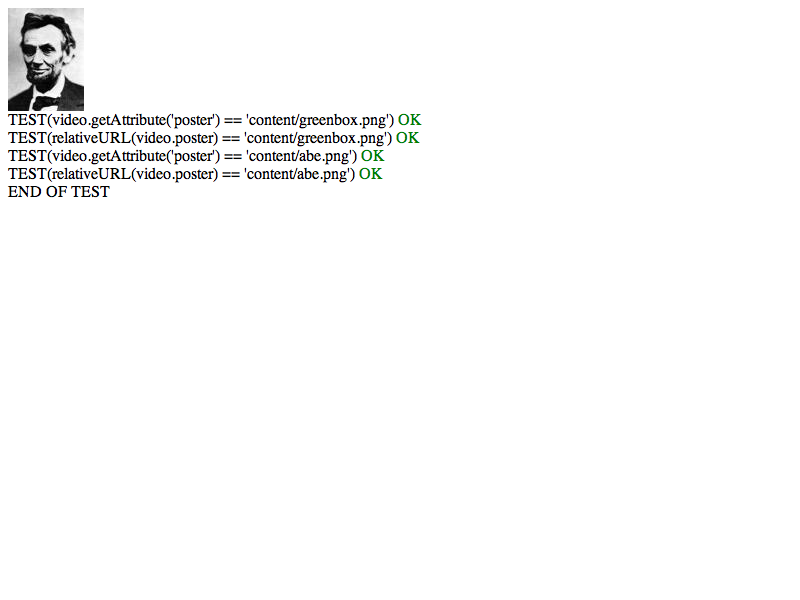 TEST(video.getAttribute('poster') == 'content/greenbox.png') OK
TEST(relativeURL(video.poster) == 'content/greenbox.png') OK
TEST(video.getAttribute('poster') == 'content/abe.png') OK
TEST(relativeURL(video.poster) == 'content/abe.png') OK
END OF TEST